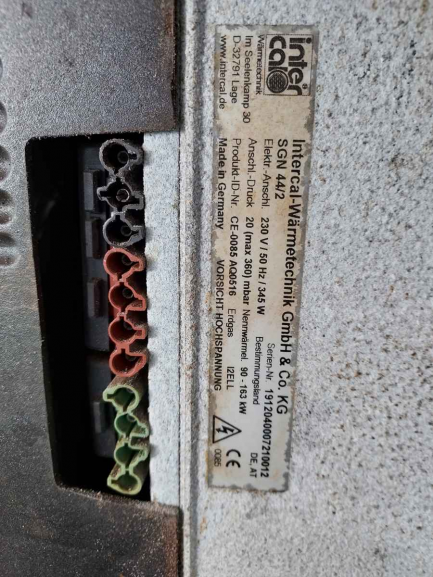 inter
cal
®
Wärmetechnik
Im Seelenkamp 30
D-32791 Lage
www.intercal.de
Intercal-Wärmetechnik GmbH & Co. KG
SGN 44/2
Serien-Nr. 1912040007210012
Elektr.-Anschl. 230 V / 50 Hz / 345 W
Bestimmungsland DE, AT
Anschl.-Druck 20 (max 360) mbar Nennwärmel. 90 - 163 kW
Produkt-ID-Nr. CE-0085 AQ0516 Erdgas I2ELL
Made in Germany VORSICHT HOCHSPANNUNG
CE
0085